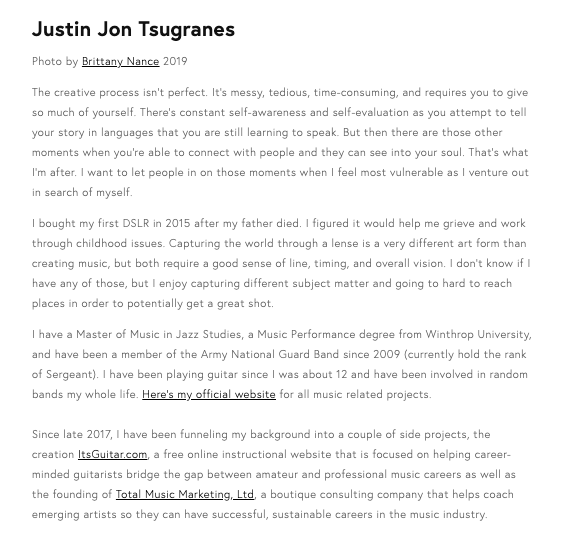 Justin Jon Tsugranes
Photo by Brittany Nance 2019
The creative process isn't perfect. It's messy, tedious, time-consuming, and requires you to give
so much of yourself. There's constant self-awareness and self-evaluation as you attempt to tell
your story in languages that you are still learning to speak. But then there are those other
moments when you're able to connect with people and they can see into your soul. That's what
I'm after. I want to let people in on those moments when I feel most vulnerable as I venture out
in search of myself.
I bought my first DSLR in 2015 after my father died. I figured it would help me grieve and work
through childhood issues. Capturing the world through a lense is a very different art form than
creating music, but both require a good sense of line, timing, and overall vision. I don't know if I
have any of those, but I enjoy capturing different subject matter and going to hard to reach
places in order to potentially get a great shot.
I have a Master of Music in Jazz Studies, a Music Performance degree from Winthrop University,
and have been a member of the Army National Guard Band since 2009 (currently hold the rank
of Sergeant). I have been playing guitar since I was about 12 and have been involved in random
bands my whole life. Here's my official website for all music related projects.
Since late 2017, I have been funneling my background into a couple of side projects, the
creation ItsGuitar.com, a free online instructional website that is focused on helping career-
minded guitarists bridge the gap between amateur and professional music careers as well as
the founding of Total Music Marketing, Ltd, a boutique consulting company that helps coach
emerging artists so they can have successful, sustainable careers in the music industry.